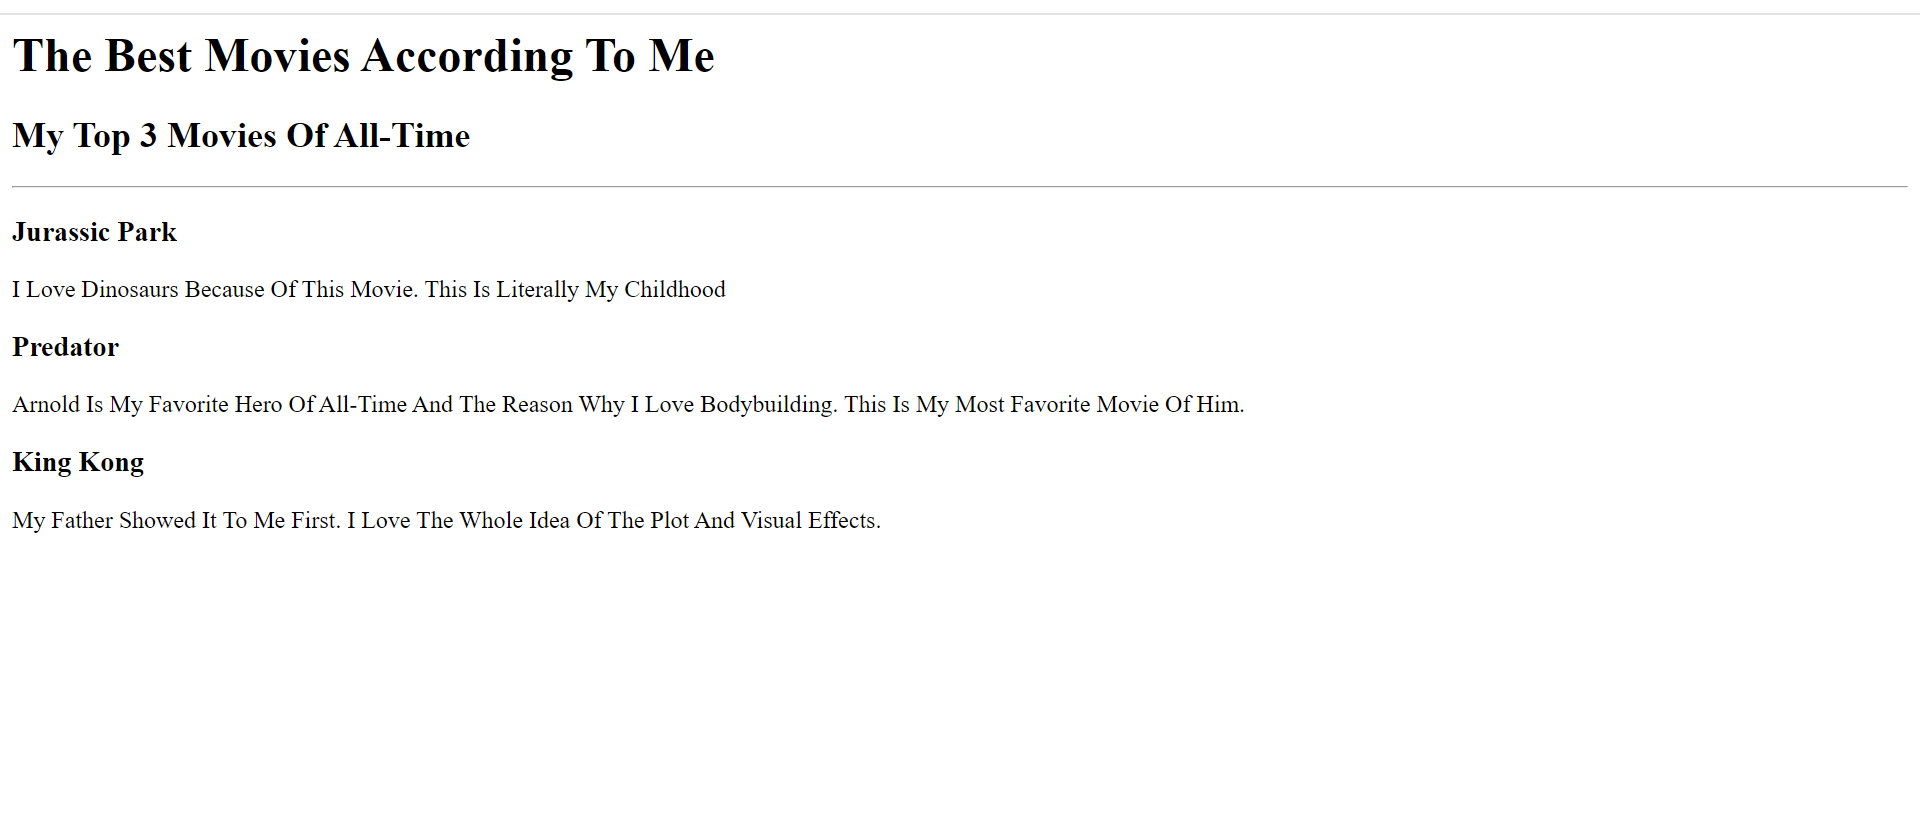 The Best Movies According To Me
My Top 3 Movies Of All-Time
Jurassic Park
I Love Dinosaurs Because Of This Movie. This Is Literally My Childhood
Predator
Arnold Is My Favorite Hero Of All-Time And The Reason Why I Love Bodybuilding. This Is My Most Favorite Movie Of Him.
King Kong
My Father Showed It To Me First. I Love The Whole Idea Of The Plot And Visual Effects.